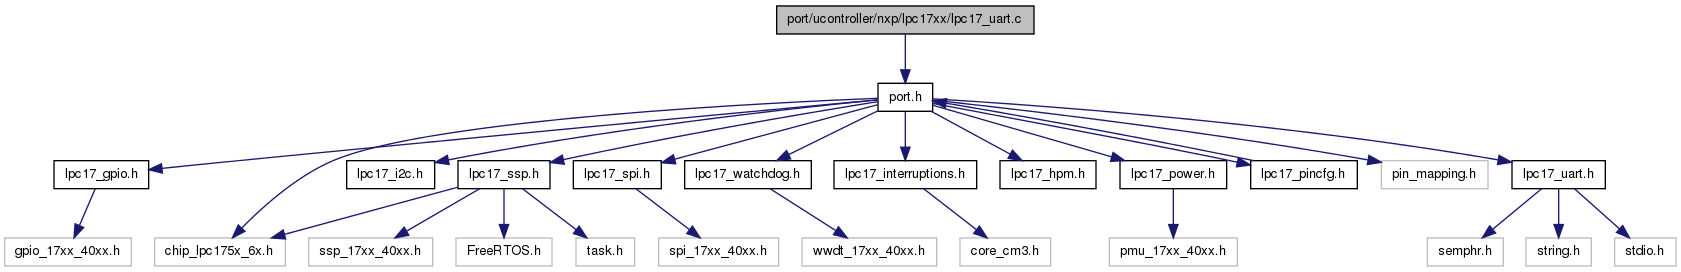 port/ucontroller/nxp/lpc17xx/lpc17_uart.c
port.h
lpc17_gpio.h
lpc17_i2c.h
lpc17_ssp.h
lpc17_spi.h
lpc17_watchdog.h
lpc17_interruptions.h
lpc17_hpm.h
lpc17_power.h
lpc17_pincfg.h
pin_mapping.h
lpc17_uart.h
gpio_17xx_40xx.h
chip_lpc175x_6x.h
ssp_17xx_40xx.h
FreeRTOS.h
task.h
spi_17xx_40xx.h
wwdt_17xx_40xx.h
core_cm3.h
pmu_17xx_40xx.h
semphr.h
string.h
stdio.h